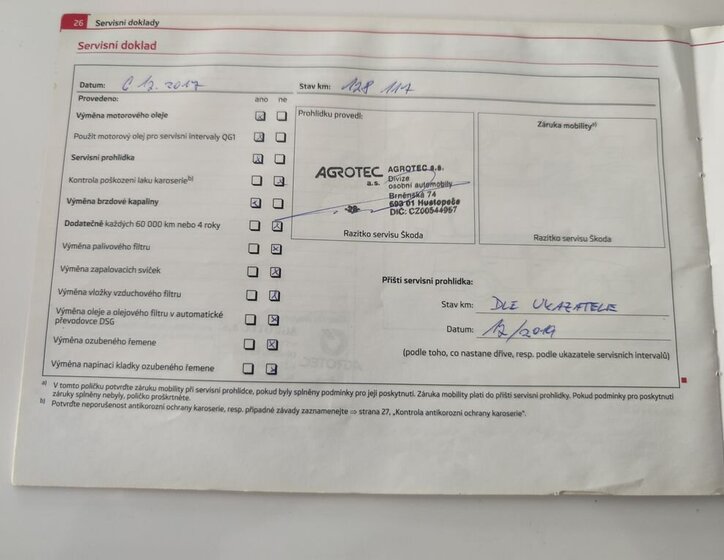 26 Servisní doklady
Servisní doklad
Datum: 6 12. 2017
Stav km: 128 117
Provedeno: ano ne
Výměna motorového oleje
Použit motorový olej pro servisní intervaly QG1
Servisní prohlídka
Kontrola poškození laku karoserie b)
Výměna brzdové kapaliny
Dodatečně každých 60 000 km nebo 4 roky
Výměna palivového filtru
Výměna zapalovacích svíček
Výměna vložky vzduchového filtru
Výměna oleje a olejového filtru v automatické
převodovce DSG
Výměna ozubeného řemene
Výměna napínací kladky ozubeného řemene
Prohlídku provedl:
AGROTEC
a.s.
AGROTEC a.s.
Divize
osobní automobily
Brněnská 74
693 01 Hustopeče
DIČ: CZ00544957
-20-
Razítko servisu Škoda
Záruka mobility a)
Razítko servisu Škoda
Příští servisní prohlídka:
Stav km: DLE UKAZATELE
Datum: 12/2019
(podle toho, co nastane dříve, resp. podle ukazatele servisních intervalů)
a) V tomto políčku potvrďte záruku mobility při servisní prohlídce, pokud byly splněny podmínky pro její poskytnutí. Záruka mobility platí do příští servisní prohlídky. Pokud podmínky pro poskytnutí
záruky splněny nebyly, políčko proškrtněte.
b) Potvrďte neporušenost antikorozní ochrany karoserie, resp. případné závady zaznamenejte ⇨ strana 27, „Kontrola antikorozní ochrany karoserie".